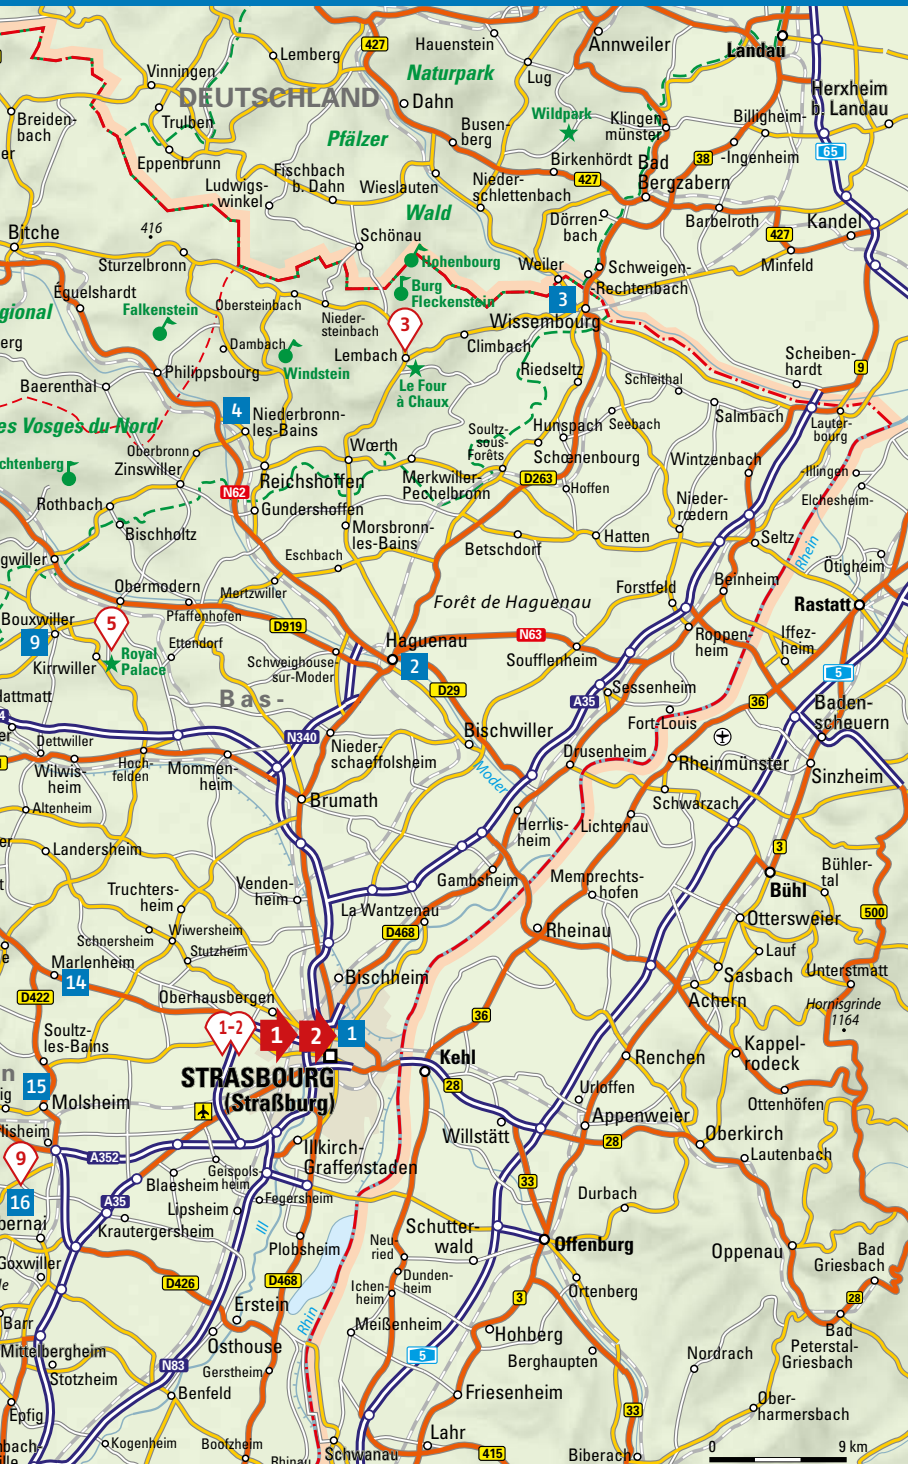 Lemberg
427
Hauenstein
Annweiler
Landau
Vinningen
Naturpark
Lug
DEUTSCHLAND
Dahn
Herxheim
b. Landau
Breiden-
bach
Trulben
Wildpark
Klingen-
münster
Billigheim-
-Ingenheim
Busen-
berg
Pfälzer
Eppenbrunn
Birkenhördt
38
65
Fischbach
b. Dahn
Bad
Bergzabern
427
Ludwigs-
winkel
Wieslauten
Nieder-
schlettenbach
Wald
Dörren-
bach
Barbelroth
Kandel
427
Bitche
416
Schönau
Sturzelbronn
Hohenbourg
Weiler
Schweigen-
-Rechtenbach
Minfeld
Éguelshardt
Burg
Fleckenstein
3
Falkenstein
Obersteinbach
Nieder-
steinbach
3
Wissembourg
gional
erg
Dambach
Lembach
Climbach
Scheiben-
hardt
9
Philippsbourg
Windstein
Riedseltz
Baerenthal
Le Four
à Chaux
Schleithal
4
Niederbronn-
les-Bains
Salmbach
Lauter-
bourg
es Vosges du Nord
Soultz-
sous-
Forêts
Hunspach
Seebach
Oberbronn
Wœrth
Schœnenbourg
Wintzenbach
chtenberg
Zinswiller
Reichshoffen
Merkwiller-
Pechelbronn
D263
Illingen
N62
Hoffen
Elchesheim-
Rothbach
Gundershoffen
Nieder-
rœdern
Bischholtz
Morsbronn-
les-Bains
Hatten
Seltz
Betschdorf
Rhein
gwiller
Eschbach
Ötigheim
Obermodern
Mertzwiller
Forstfeld
Beinheim
Forêt de Haguenau
Rastatt
Bouxwiller
5
Pfaffenhofen
D919
9
Haguenau
N63
Roppen-
heim
Iffez-
heim
Royal
Palace
Ettendorf
Kirrwiller
Schweighouse-
sur-Moder
2
Soufflenheim
5
D29
Sessenheim
attmatt
Bas-
A35
36
Baden-
scheuern
4
Fort-Louis
Dettwiller
N340
Bischwiller
Nieder-
schaeffolsheim
Drusenheim
Rheinmünster
Wilwis-
heim
Hoch-
felden
Mommen-
heim
Moder
Sinzheim
Altenheim
Brumath
Schwarzach
Herrlis-
heim
Lichtenau
Landersheim
3
Bühler-
tal
Truchters-
heim
Venden-
heim
Gambsheim
Memprechts-
hofen
Bühl
500
La Wantzenau
Wiwersheim
D468
Rheinau
Ottersweier
Schnersheim
Stutzheim
Lauf
Marlenheim
14
Bischheim
Sasbach
Unterstmatt
D422
Oberhausbergen
Achern
Hornisgrinde
1164
36
Soultz-
les-Bains
1-2
1
2
1
Kehl
Renchen
Kappel-
rodeck
STRASBOURG
(Straßburg)
28
15
Molsheim
Urloffen
Ottenhöfen
Appenweier
Willstätt
Oberkirch
28
Illkirch-
Graffenstaden
Lautenbach
A352
9
Geispols-
heim
Blaesheim
16
33
A35
Lipsheim
Fegersheim
Durbach
bernai
Krautergersheim
Ill
Schutter-
wald
Neu-
ried
Plobsheim
Offenburg
Oppenau
Bad
Griesbach
Goxwiller
D426
D468
Ichen-
heim
Dunden-
heim
Ortenberg
28
Erstein
3
Barr
Rhin
Meißenheim
Hohberg
Bad
Peterstal-
Griesbach
Mittelbergheim
Osthouse
Berghaupten
5
N83
Gerstheim
Nordrach
Stotzheim
Benfeld
Friesenheim
Ober-
harmersbach
Epfig
33
Kogenheim
Boofzheim
Lahr
0
9 km
Rhinau
Schwanau
415
Biberach